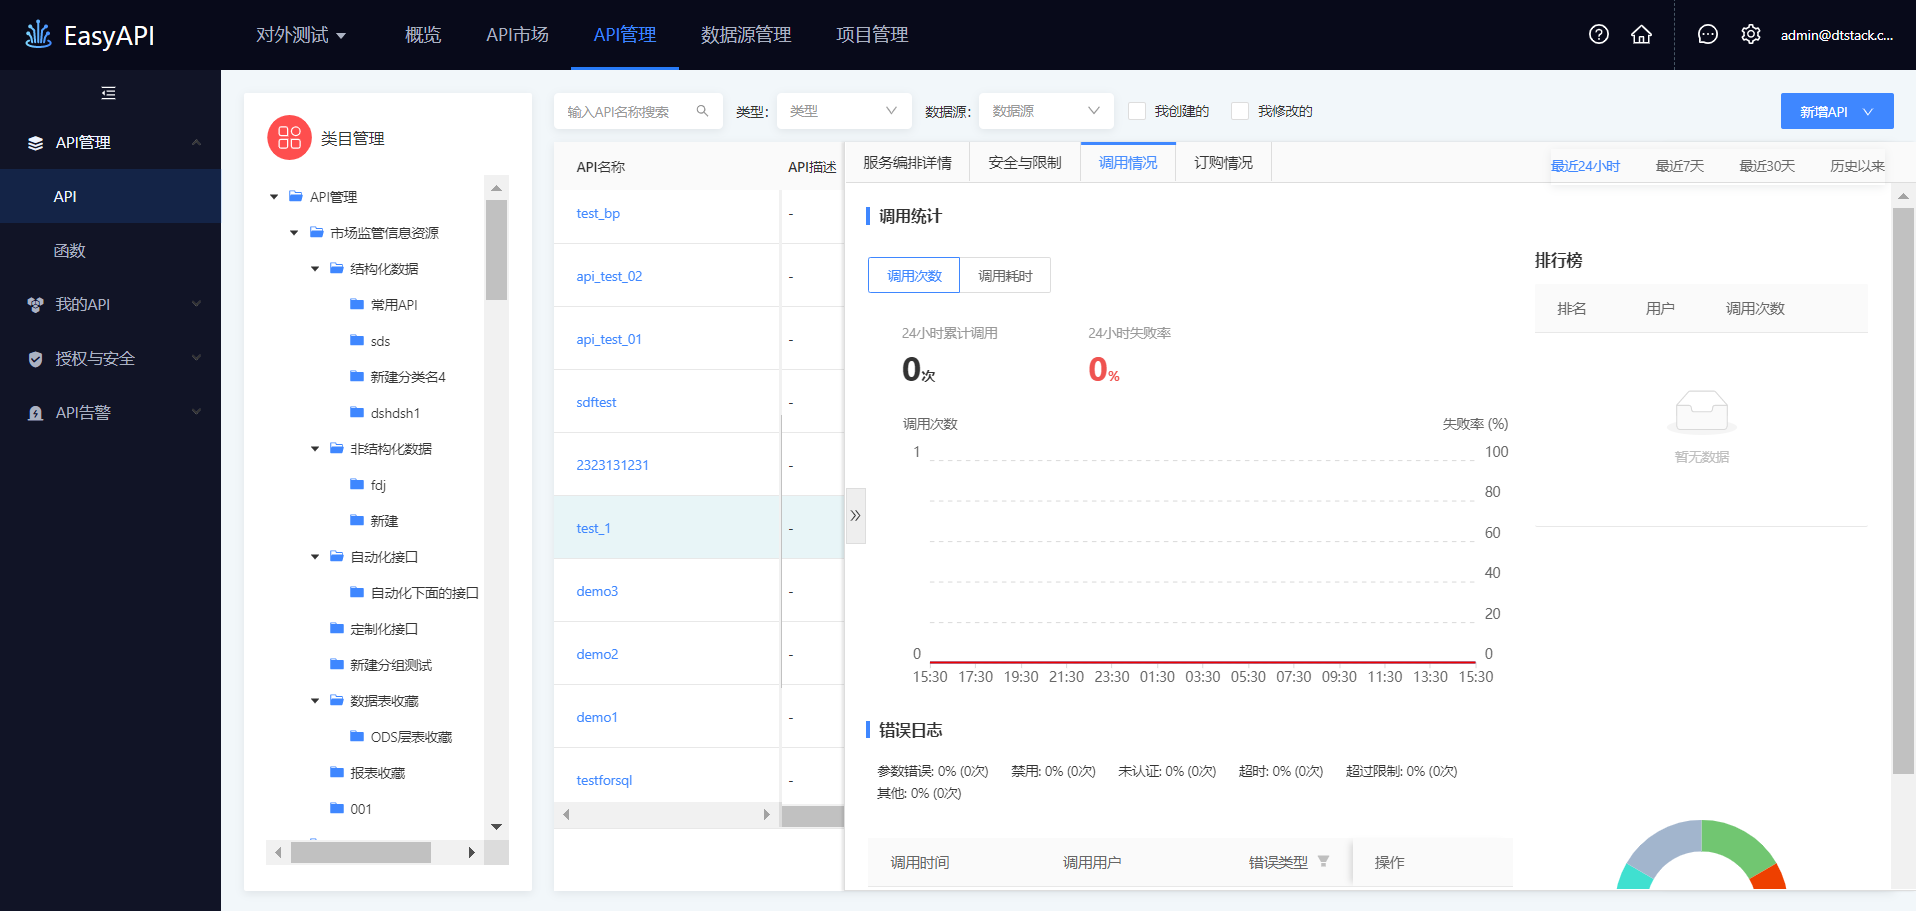 EasyAPI
对外测试
概览
API市场
API管理
数据源管理
项目管理
admin@dtstack.c...
API管理
API
函数
我的API
授权与安全
API告警
类目管理
API管理
市场监管信息资源
结构化数据
常用API
sds
新建分类名4
dshdsh1
非结构化数据
fdj
新建
自动化接口
自动化下面的接口
定制化接口
新建分组测试
数据表收藏
ODS层表收藏
报表收藏
001
输入API名称搜索
类型:
类型
数据源:
数据源
我创建的
我修改的
新增API
API名称
API描述
test_bp
-
api_test_02
-
api_test_01
-
sdftest
-
2323131231
-
test_1
-
demo3
-
demo2
-
demo1
-
testforsql
-
服务编排详情
安全与限制
调用情况
订购情况
最近24小时
最近7天
最近30天
历史以来
调用统计
调用次数
调用耗时
24小时累计调用
24小时失败率
0次
0%
调用次数
失败率 (%)
1
0
100
80
60
40
20
0
15:30 17:30 19:30 21:30 23:30 01:30 03:30 05:30 07:30 09:30 11:30 13:30 15:30
排行榜
排名
用户
调用次数
暂无数据
错误日志
参数错误: 0% (0次) 禁用: 0% (0次) 未认证: 0% (0次) 超时: 0% (0次) 超过限制: 0% (0次)
其他: 0% (0次)
调用时间
调用用户
错误类型
操作